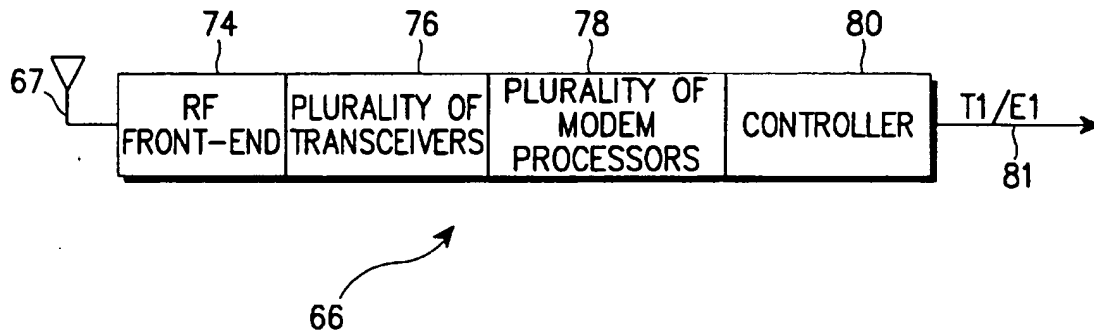 74
76
78
80
67
RF
FRONT-END
PLURALITY OF
TRANSCEIVERS
PLURALITY OF
MODEM
PROCESSORS
CONTROLLER
T1/E1
81
66